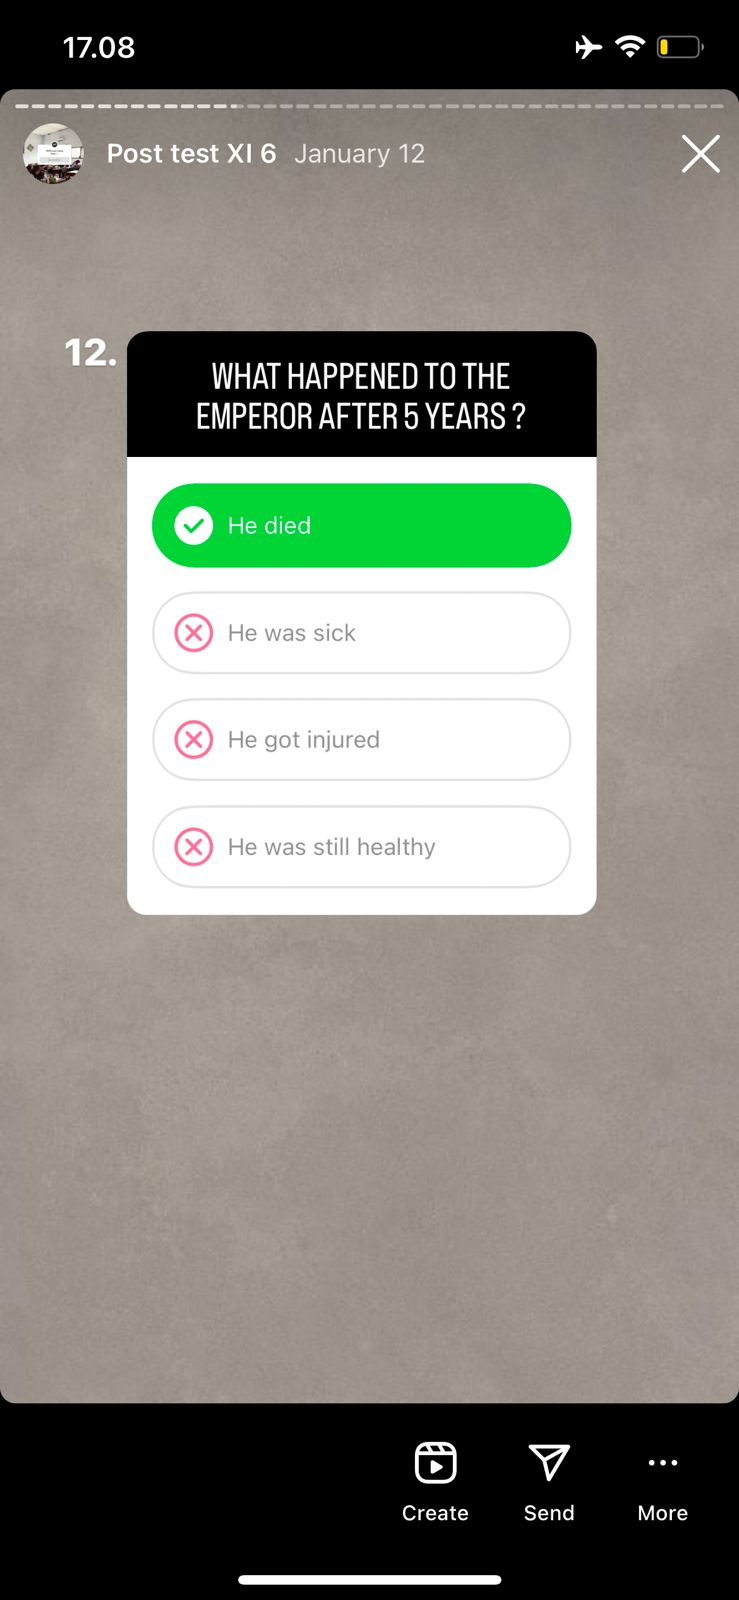 17.08
Post test XI 6 January 12
12.
WHAT HAPPENED TO THE
EMPEROR AFTER 5 YEARS ?
He died
He was sick
He got injured
He was still healthy
Create Send More